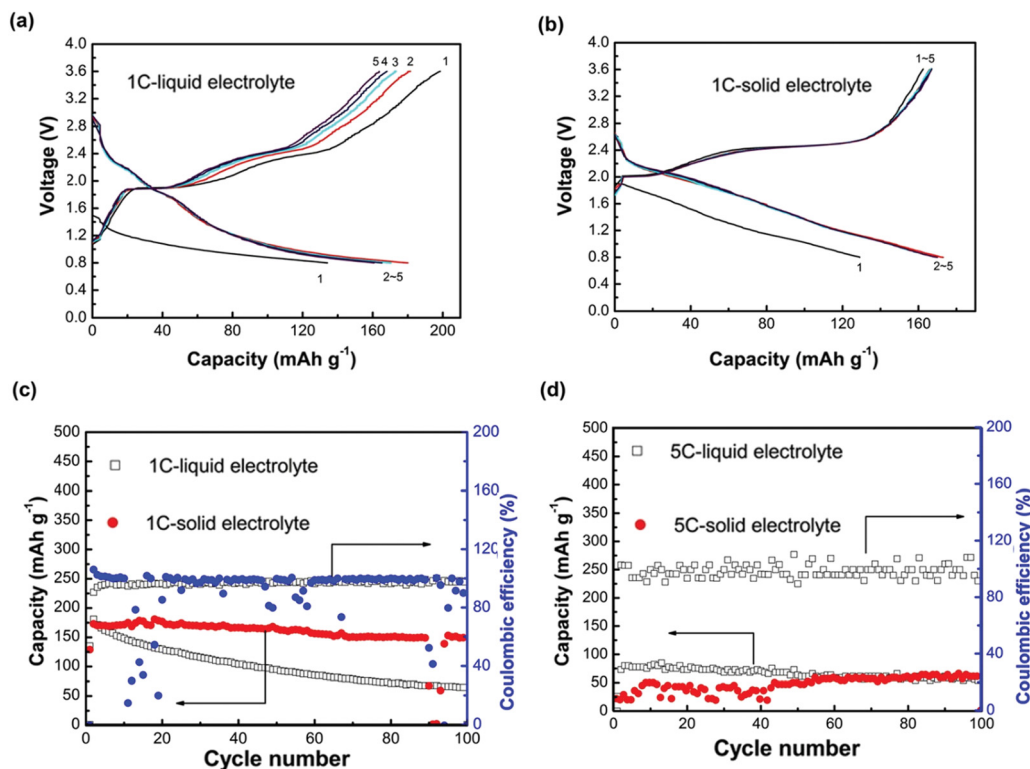 (a)
1C-liquid electrolyte
5 4 3 2 1
1
2~5
4.0
3.6
3.2
2.8
2.4
2.0
1.6
1.2
0.8
0.4
0.0
Voltage (V)
0 40 80 120 160 200
Capacity (mAh g⁻¹)
(b)
1C-solid electrolyte
1~5
1
2~5
4.0
3.6
3.2
2.8
2.4
2.0
1.6
1.2
0.8
0.4
0.0
Voltage (V)
0 40 80 120 160
Capacity (mAh g⁻¹)
(c)
1C-liquid electrolyte
1C-solid electrolyte
500
450
400
350
300
250
200
150
100
50
0
Capacity (mAh g⁻¹)
200
160
120
80
40
0
Coulombic efficiency (%)
0 20 40 60 80 100
Cycle number
(d)
5C-liquid electrolyte
5C-solid electrolyte
500
450
400
350
300
250
200
150
100
50
0
Capacity (mAh g⁻¹)
200
160
120
80
40
0
Coulombic efficiency (%)
0 20 40 60 80 100
Cycle number